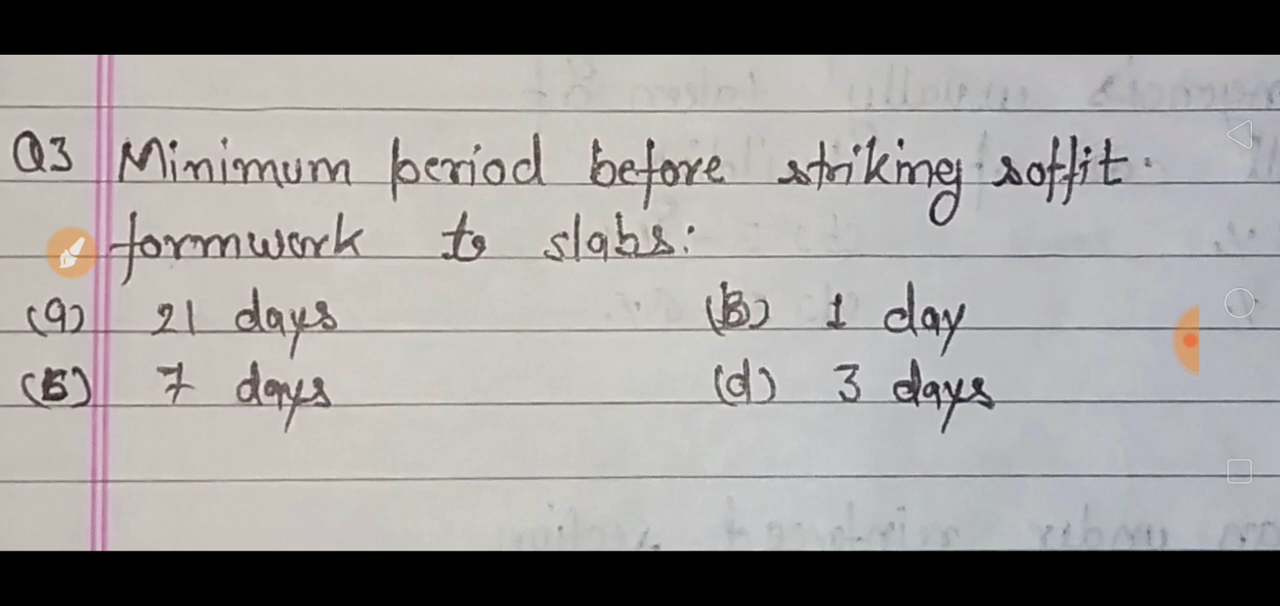 Q3 Minimum period before striking soffit.
formwork to slabs:
(a) 21 days (B) 1 day
(C) 7 days (d) 3 days